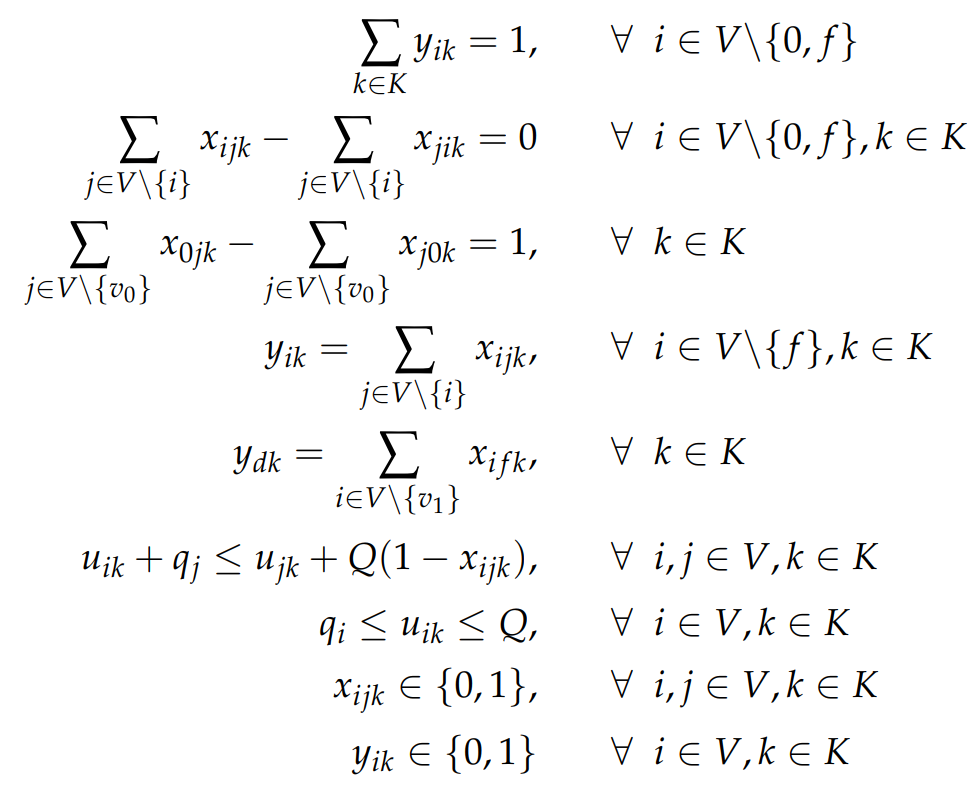 ∑_{k∈K} y_{ik} = 1, ∀ i ∈ V\{0, f}
∑_{j∈V\{i}} x_{ijk} − ∑_{j∈V\{i}} x_{jik} = 0 ∀ i ∈ V\{0, f}, k ∈ K
∑_{j∈V\{v_0}} x_{0jk} − ∑_{j∈V\{v_0}} x_{j0k} = 1, ∀ k ∈ K
y_{ik} = ∑_{j∈V\{i}} x_{ijk}, ∀ i ∈ V\{f}, k ∈ K
y_{dk} = ∑_{i∈V\{v_1}} x_{ifk}, ∀ k ∈ K
u_{ik} + q_j ≤ u_{jk} + Q(1 − x_{ijk}), ∀ i, j ∈ V, k ∈ K
q_i ≤ u_{ik} ≤ Q, ∀ i ∈ V, k ∈ K
x_{ijk} ∈ {0, 1}, ∀ i, j ∈ V, k ∈ K
y_{ik} ∈ {0, 1} ∀ i ∈ V, k ∈ K